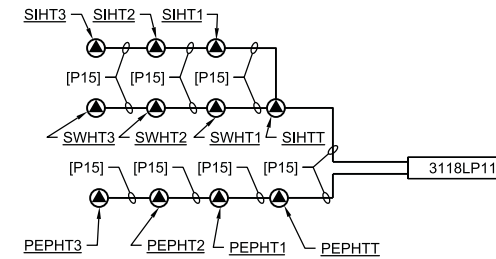 SIHT3 SIHT2 SIHT1
[P15] [P15] [P15]
SWHT3 SWHT2 SWHT1 SIHTT
[P15] [P15] [P15] [P15]
3118LP11
PEPHT3 PEPHT2 PEPHT1 PEPHTT